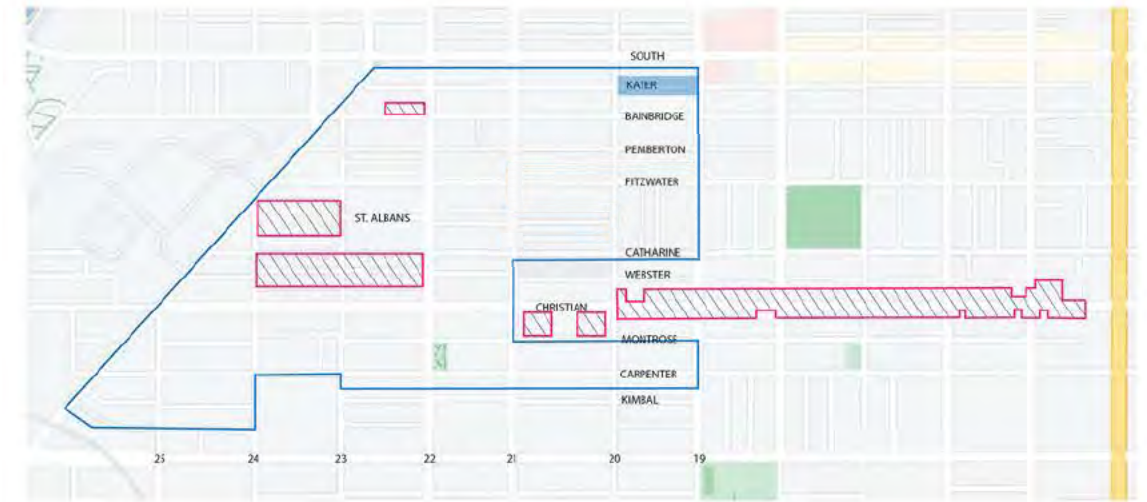 SOUTH
KATER
BAINBRIDGE
PEMBERTON
FITZWATER
ST. ALBANS
CATHARINE
WEBSTER
CHRISTIAN
MONTROSE
CARPENTER
KIMBAL
25 24 23 22 21 20 19